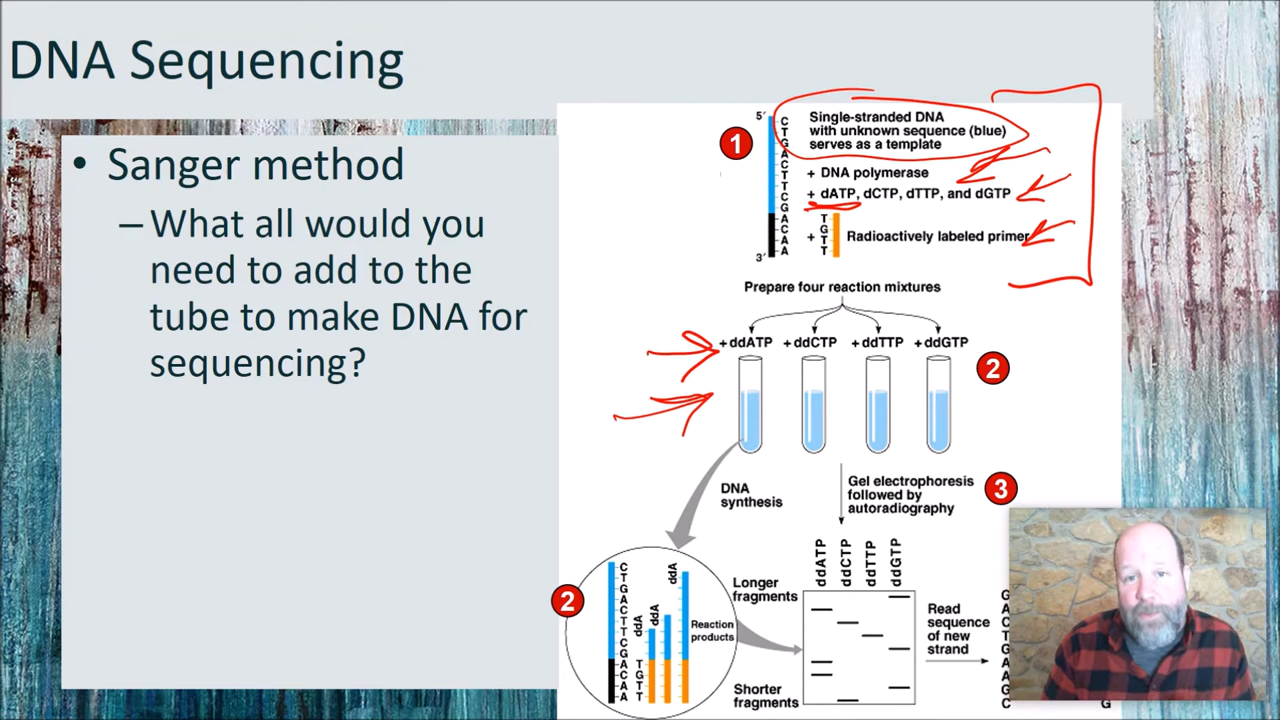 DNA Sequencing
• Sanger method
–What all would you
need to add to the
tube to make DNA for
sequencing?
1
5′
C
T
G
A
C
T
T
C
G
A
C
A
A
3′
Single-stranded DNA
with unknown sequence (blue)
serves as a template
+ DNA polymerase
+ dATP, dCTP, dTTP, and dGTP
+
T
G
T
T
Radioactively labeled primer
Prepare four reaction mixtures
+ ddATP + ddCTP + ddTTP + ddGTP
2
DNA
synthesis
Gel electrophoresis
followed by
autoradiography
3
2
C
T
G
A
C
T
T
C
G
A
C
A
A
T
G
T
T
ddA
ddA
ddA
Reaction
products
ddATP
ddCTP
ddTTP
ddGTP
Longer
fragments
Shorter
fragments
Read
sequence
of new
strand
G
A
C
T
G
A
A
G
C
G